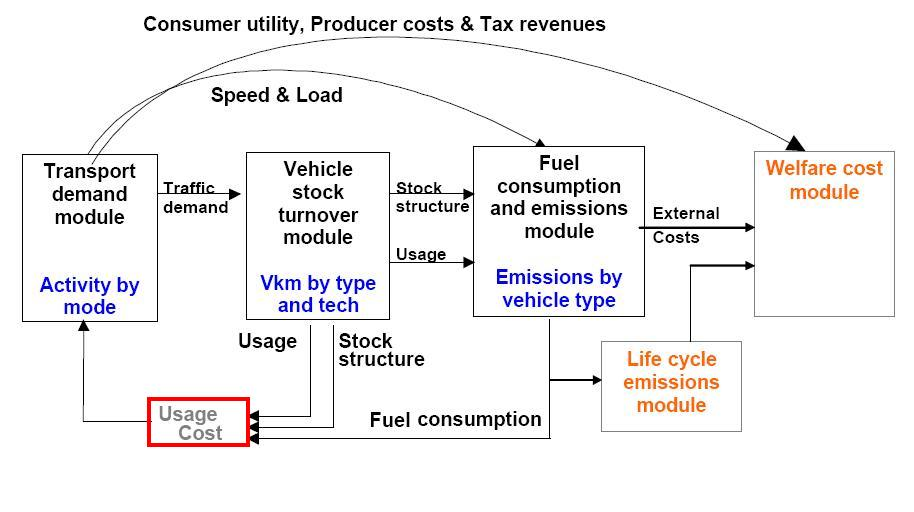 Consumer utility, Producer costs & Tax revenues
Speed & Load
Transport
demand
module
Activity by
mode
Traffic
demand
Vehicle
stock
turnover
module
Vkm by type
and tech
Stock
structure
Usage
Fuel
consumption
and emissions
module
Emissions by
vehicle type
External
Costs
Welfare cost
module
Usage
Stock
structure
Life cycle
emissions
module
Usage
Cost
Fuel consumption